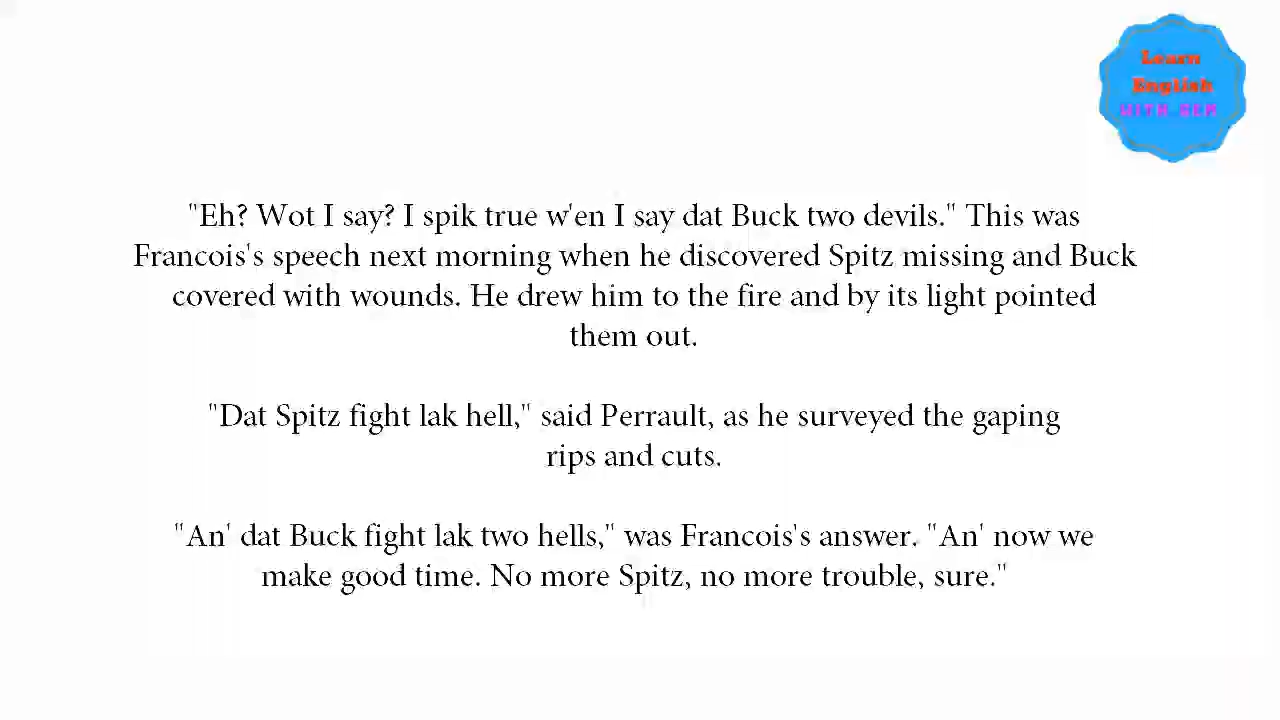 Learn
English
WITH GEM
"Eh? Wot I say? I spik true w'en I say dat Buck two devils." This was
Francois's speech next morning when he discovered Spitz missing and Buck
covered with wounds. He drew him to the fire and by its light pointed
them out.
"Dat Spitz fight lak hell," said Perrault, as he surveyed the gaping
rips and cuts.
"An' dat Buck fight lak two hells," was Francois's answer. "An' now we
make good time. No more Spitz, no more trouble, sure."